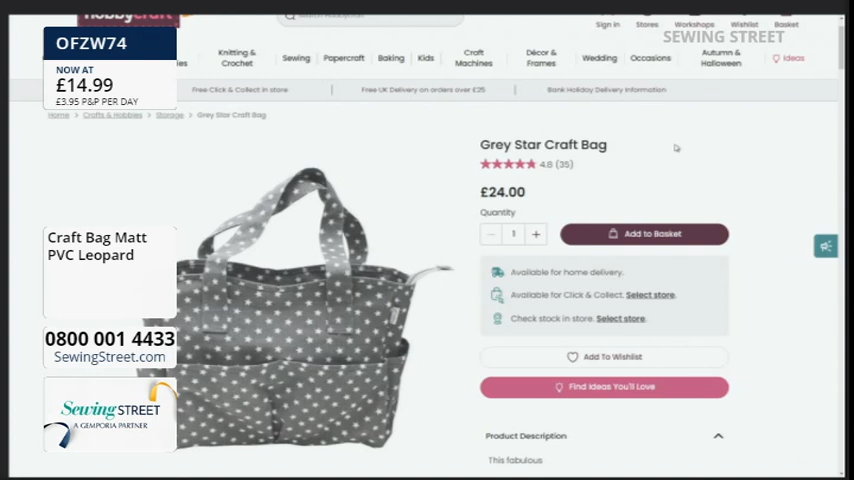 hobbycraft
Sign in
Stores
Workshops
Wishlist
Basket
SEWING STREET
OFZW74
NOW AT
£14.99
£3.95 P&P PER DAY
Knitting & Crochet
Sewing
Papercraft
Baking
Kids
Craft Machines
Décor & Frames
Wedding
Occasions
Autumn & Halloween
Ideas
Free Click & Collect in store
Free UK Delivery on orders over £25
Bank Holiday Delivery Information
Home > Crafts & Hobbies > Storage > Grey Star Craft Bag
Grey Star Craft Bag
4.8 (35)
£24.00
Quantity
1
Add to Basket
Available for home delivery.
Available for Click & Collect. Select store.
Check stock in store. Select store.
Add To Wishlist
Find Ideas You'll Love
Product Description
This fabulous
Craft Bag Matt
PVC Leopard
0800 001 4433
SewingStreet.com
Sewing STREET
A GEMPORIA PARTNER